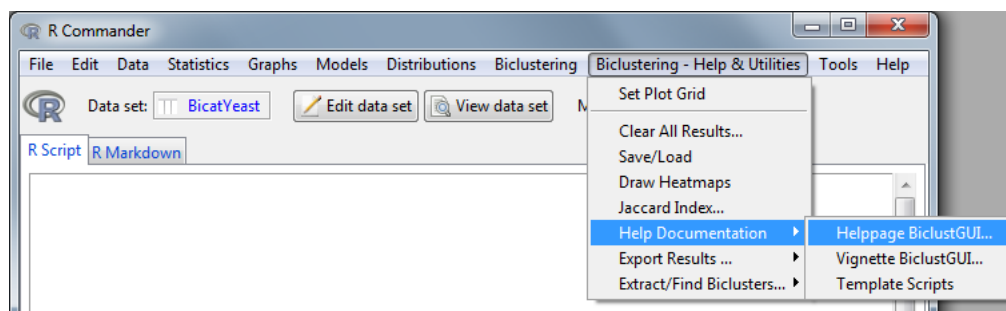 R Commander
File Edit Data Statistics Graphs Models Distributions Biclustering Biclustering - Help & Utilities Tools Help
Data set: BicatYeast Edit data set View data set M
R Script R Markdown
Set Plot Grid
Clear All Results...
Save/Load
Draw Heatmaps
Jaccard Index...
Help Documentation
Export Results ...
Extract/Find Biclusters...
Helppage BiclustGUI...
Vignette BiclustGUI...
Template Scripts